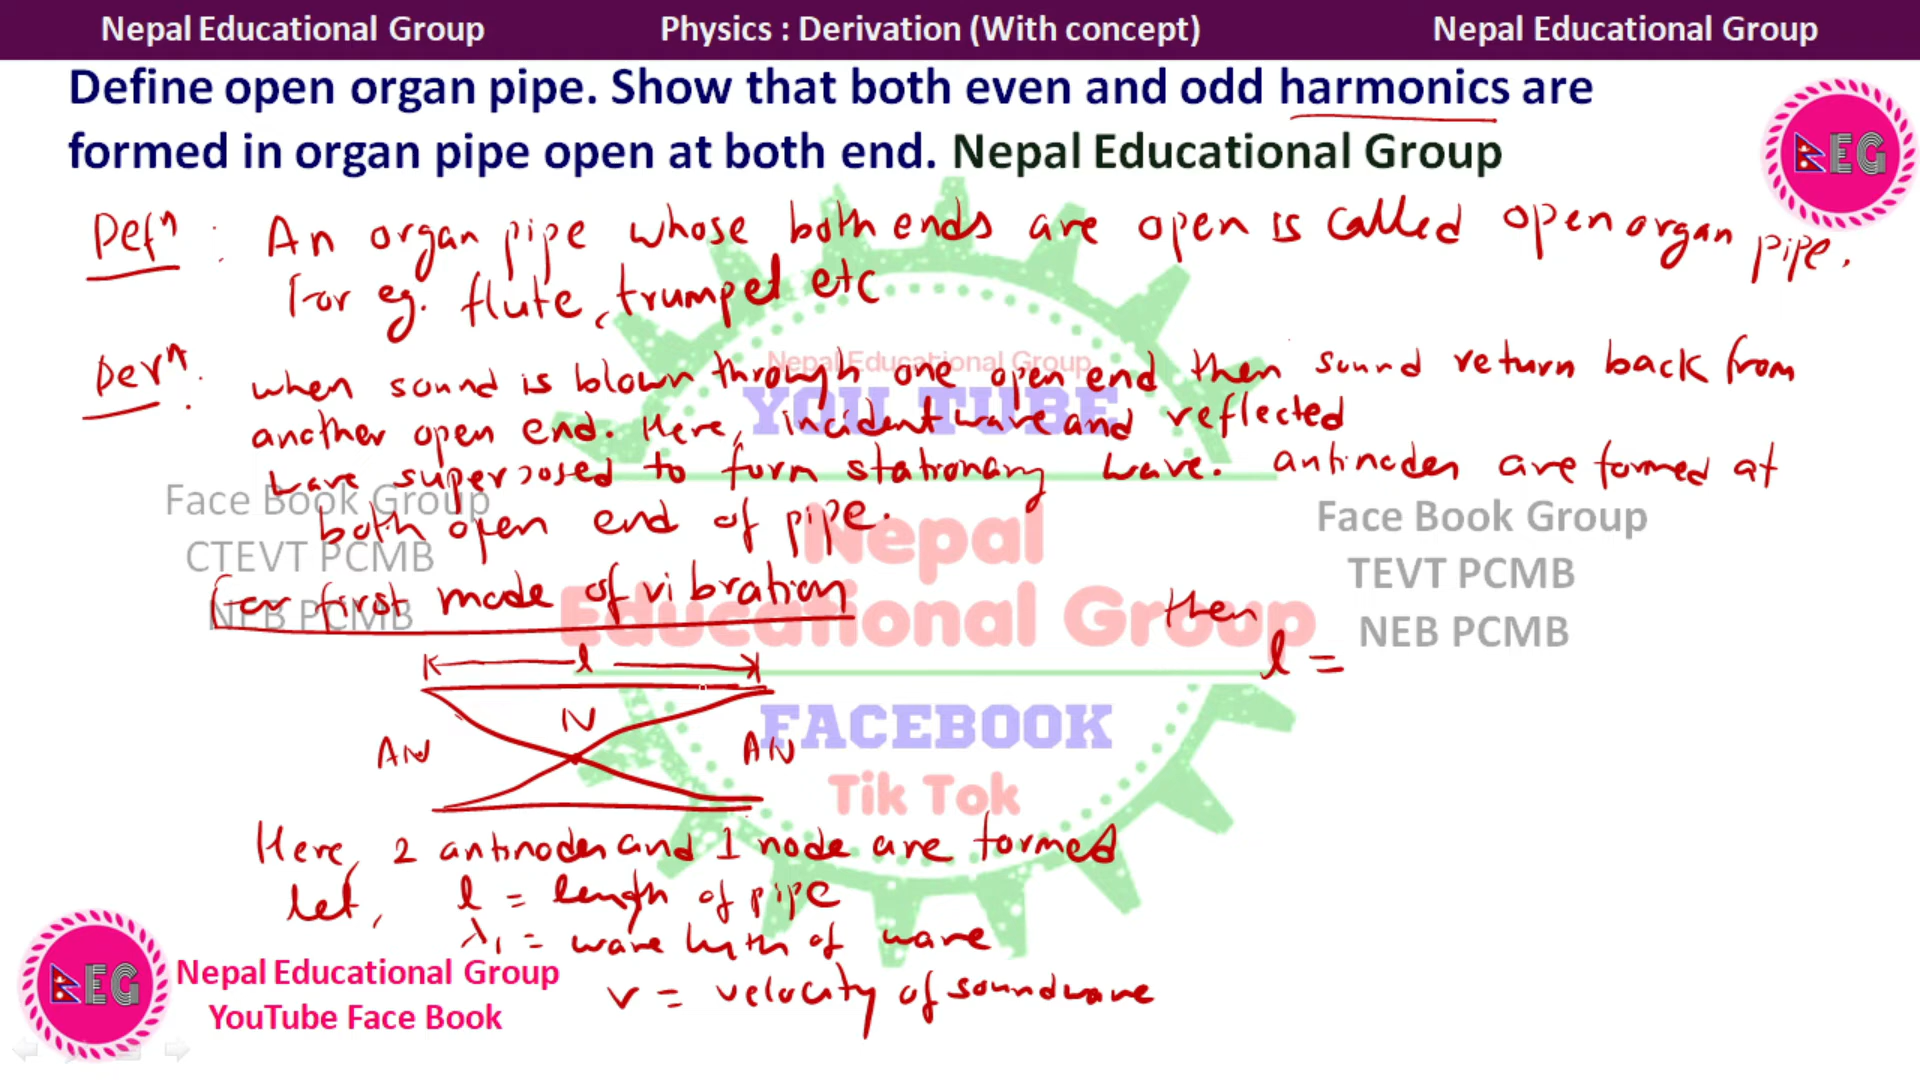 Nepal Educational Group
Physics : Derivation (With concept)
Nepal Educational Group
Define open organ pipe. Show that both even and odd harmonics are
formed in organ pipe open at both end. Nepal Educational Group
EG
Defⁿ : An organ pipe whose both ends are open is called open organ pipe.
For eg. flute, trumpet etc
Derⁿ : when sound is blown through one open end then sound return back from
another open end. Here, incident wave and reflected
wave superposed to form stationary wave. antinodes are formed at
both open end of pipe.
Nepal Educational Group
YOU TUBE
Face Book Group
CTEVT PCMB
NEB PCMB
Nepal
Educational Group
Face Book Group
TEVT PCMB
NEB PCMB
For first mode of vibration
then
l =
l
N
AN
AN
FACEBOOK
Tik Tok
Here, 2 antinodes and 1 node are formed
let, l = length of pipe
λ₁ = wave of wave
v = velocity of soundwave
EG
Nepal Educational Group
YouTube Face Book